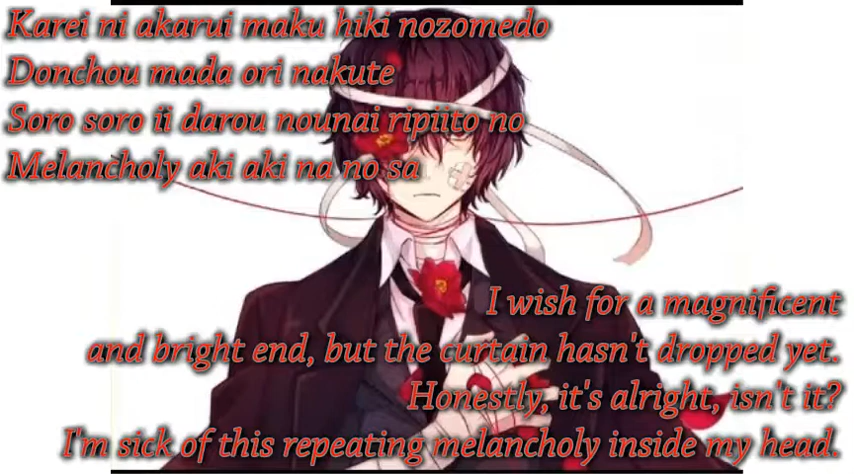 Karei ni akarui maku hiki nozomedo
Donchou mada ori nakute
Soro soro ii darou nounai ripiito no
Melancholy aki aki na no sa
I wish for a magnificent
and bright end, but the curtain hasn't dropped yet.
Honestly, it's alright, isn't it?
I'm sick of this repeating melancholy inside my head.